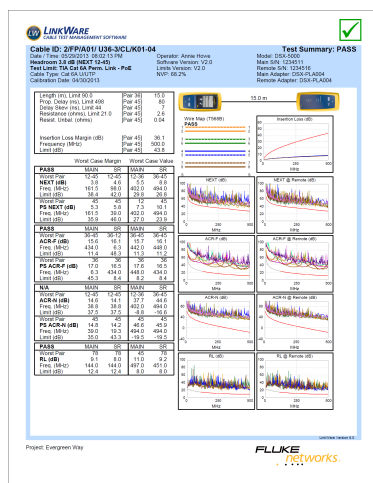 LINKWARE
CABLE TEST MANAGEMENT SOFTWARE
Cable ID: 2/FP/A01/ U36-3/CL/K01-04
Test Summary: PASS
Date / Time: 05/29/2013 06:02:13 PM
Headroom 3.8 dB (NEXT 12-45)
Test Limit: TIA Cat 6A Perm. Link - PoE
Cable Type: Cat 6A U/UTP
Calibration Date: 04/30/2013
Operator: Annie Howe
Software Version: V2.0
Limits Version: V2.0
NVP: 68.2%
Model: DSX-5000
Main S/N: 1234511
Remote S/N: 1234516
Main Adapter: DSX-PLA004
Remote Adapter: DSX-PLA004
Length (m), Limit 90.0 [Pair 36] 15.0
Prop. Delay (ns), Limit 498 [Pair 45] 80
Delay Skew (ns), Limit 44 [Pair 45] 7
Resistance (ohms), Limit 21.0 [Pair 45] 2.6
Resist. Unbal. (ohms) [Pair 45] 0.04
Insertion Loss Margin (dB) [Pair 45] 36.1
Frequency (MHz) [Pair 45] 500.0
Limit (dB) [Pair 45] 43.8
15.0 m
Wire Map (T568B)
PASS
Insertion Loss (dB)
MHz
Worst Case Margin Worst Case Value
PASS MAIN SR MAIN SR
Worst Pair 12-45 12-45 12-36 36-45
NEXT (dB) 3.8 4.6 5.5 8.9
Freq. (MHz) 161.5 98.0 402.0 494.0
Limit (dB) 38.4 42.0 29.8 26.8
Worst Pair 45 45 12 45
PS NEXT (dB) 5.3 5.8 7.3 10.1
Freq. (MHz) 161.5 39.0 402.0 494.0
Limit (dB) 35.9 46.0 27.0 23.9
PASS MAIN SR MAIN SR
Worst Pair 36-45 36-12 36-45 36-45
ACR-F (dB) 15.6 16.1 15.7 16.1
Freq. (MHz) 434.0 6.3 442.0 448.0
Limit (dB) 11.4 48.3 11.3 11.2
Worst Pair 36 36 36 36
PS ACR-F (dB) 17.0 16.5 17.8 16.5
Freq. (MHz) 6.3 434.0 448.0 434.0
Limit (dB) 45.3 8.4 8.2 8.4
N/A MAIN SR MAIN SR
Worst Pair 12-45 12-45 12-36 36-45
ACR-N (dB) 14.6 14.1 37.7 44.6
Freq. (MHz) 38.8 38.8 402.0 494.0
Limit (dB) 37.5 37.5 -8.8 -16.6
Worst Pair 45 45 45 45
PS ACR-N (dB) 14.8 14.2 46.6 45.9
Freq. (MHz) 39.0 19.3 494.0 494.0
Limit (dB) 35.0 43.3 -19.5 -19.5
PASS MAIN SR MAIN SR
Worst Pair 78 78 45 78
RL (dB) 9.1 8.0 11.0 9.2
Freq. (MHz) 144.0 144.0 497.0 451.0
Limit (dB) 12.4 12.4 8.0 8.0
NEXT (dB)
NEXT @ Remote (dB)
MHz
MHz
ACR-F (dB)
ACR-F @ Remote (dB)
MHz
MHz
ACR-N (dB)
ACR-N @ Remote (dB)
MHz
MHz
RL (dB)
RL @ Remote (dB)
MHz
MHz
Project: Evergreen Way
FLUKE
networks.